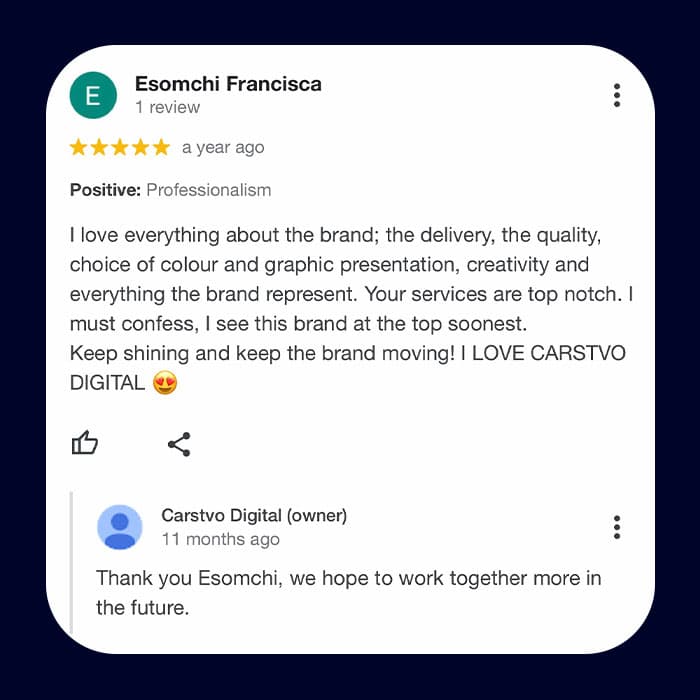 E
Esomchi Francisca
1 review
a year ago
Positive: Professionalism
I love everything about the brand; the delivery, the quality,
choice of colour and graphic presentation, creativity and
everything the brand represent. Your services are top notch. I
must confess, I see this brand at the top soonest.
Keep shining and keep the brand moving! I LOVE CARSTVO
DIGITAL 😍
Carstvo Digital (owner)
11 months ago
Thank you Esomchi, we hope to work together more in
the future.